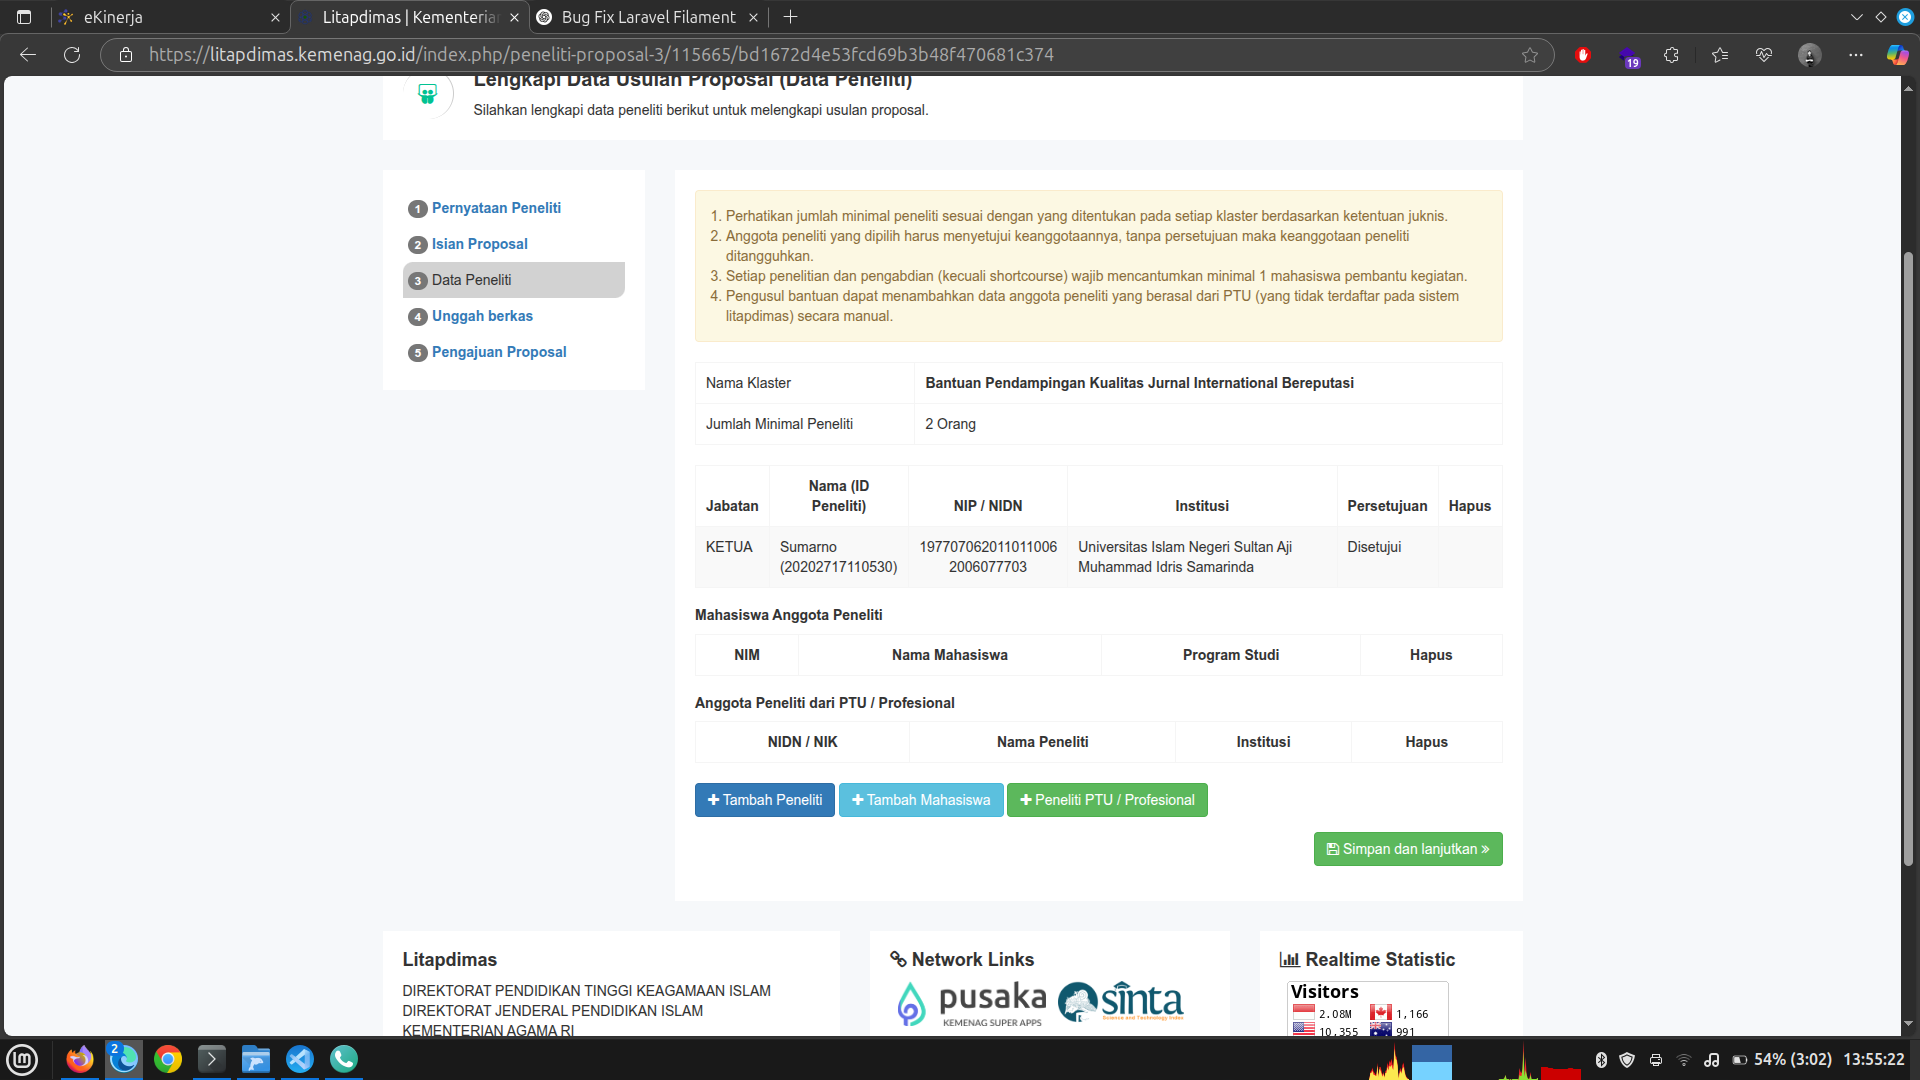 eKinerja
Litapdimas | Kementerian
Bug Fix Laravel Filament
https://litapdimas.kemenag.go.id/index.php/peneliti-proposal-3/115665/bd1672d4e53fcd69b3b48f470681c374
19
Lengkapi Data Usulan Proposal (Data Peneliti)
Silahkan lengkapi data peneliti berikut untuk melengkapi usulan proposal.
1 Pernyataan Peneliti
2 Isian Proposal
3 Data Peneliti
4 Unggah berkas
5 Pengajuan Proposal
1. Perhatikan jumlah minimal peneliti sesuai dengan yang ditentukan pada setiap klaster berdasarkan ketentuan juknis.
2. Anggota peneliti yang dipilih harus menyetujui keanggotaannya, tanpa persetujuan maka keanggotaan peneliti
ditangguhkan.
3. Setiap penelitian dan pengabdian (kecuali shortcourse) wajib mencantumkan minimal 1 mahasiswa pembantu kegiatan.
4. Pengusul bantuan dapat menambahkan data anggota peneliti yang berasal dari PTU (yang tidak terdaftar pada sistem
litapdimas) secara manual.
Nama Klaster Bantuan Pendampingan Kualitas Jurnal International Bereputasi
Jumlah Minimal Peneliti 2 Orang
Jabatan Nama (ID Peneliti) NIP / NIDN Institusi Persetujuan Hapus
KETUA Sumarno 197707062011011006 Universitas Islam Negeri Sultan Aji Disetujui
(20202717110530) 2006077703 Muhammad Idris Samarinda
Mahasiswa Anggota Peneliti
NIM Nama Mahasiswa Program Studi Hapus
Anggota Peneliti dari PTU / Profesional
NIDN / NIK Nama Peneliti Institusi Hapus
Tambah Peneliti Tambah Mahasiswa Peneliti PTU / Profesional
Simpan dan lanjutkan »
Litapdimas
DIREKTORAT PENDIDIKAN TINGGI KEAGAMAAN ISLAM
DIREKTORAT JENDERAL PENDIDIKAN ISLAM
KEMENTERIAN AGAMA RI
Network Links
pusaka
KEMENAG SUPER APPS
sinta
Science and Technology Index
Realtime Statistic
Visitors
2.08M 1,166
10,355 991
2
54% (3:02) 13:55:22